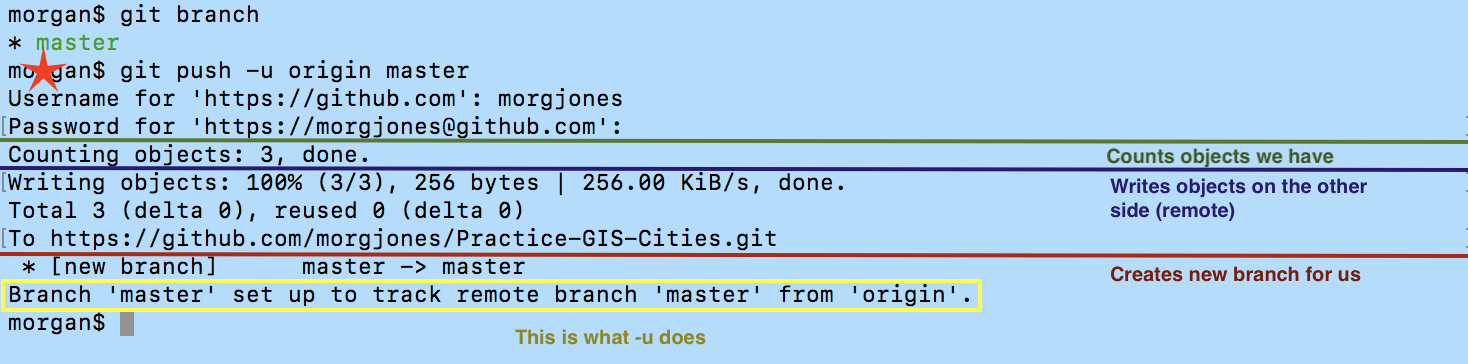 morgan$ git branch
* master
morgan$ git push -u origin master
Username for 'https://github.com': morgjones
Password for 'https://morgjones@github.com':
Counting objects: 3, done.
Counts objects we have
Writing objects: 100% (3/3), 256 bytes | 256.00 KiB/s, done.
Writes objects on the other
side (remote)
Total 3 (delta 0), reused 0 (delta 0)
To https://github.com/morgjones/Practice-GIS-Cities.git
* [new branch]      master -> master
Creates new branch for us
Branch 'master' set up to track remote branch 'master' from 'origin'.
morgan$
This is what -u does